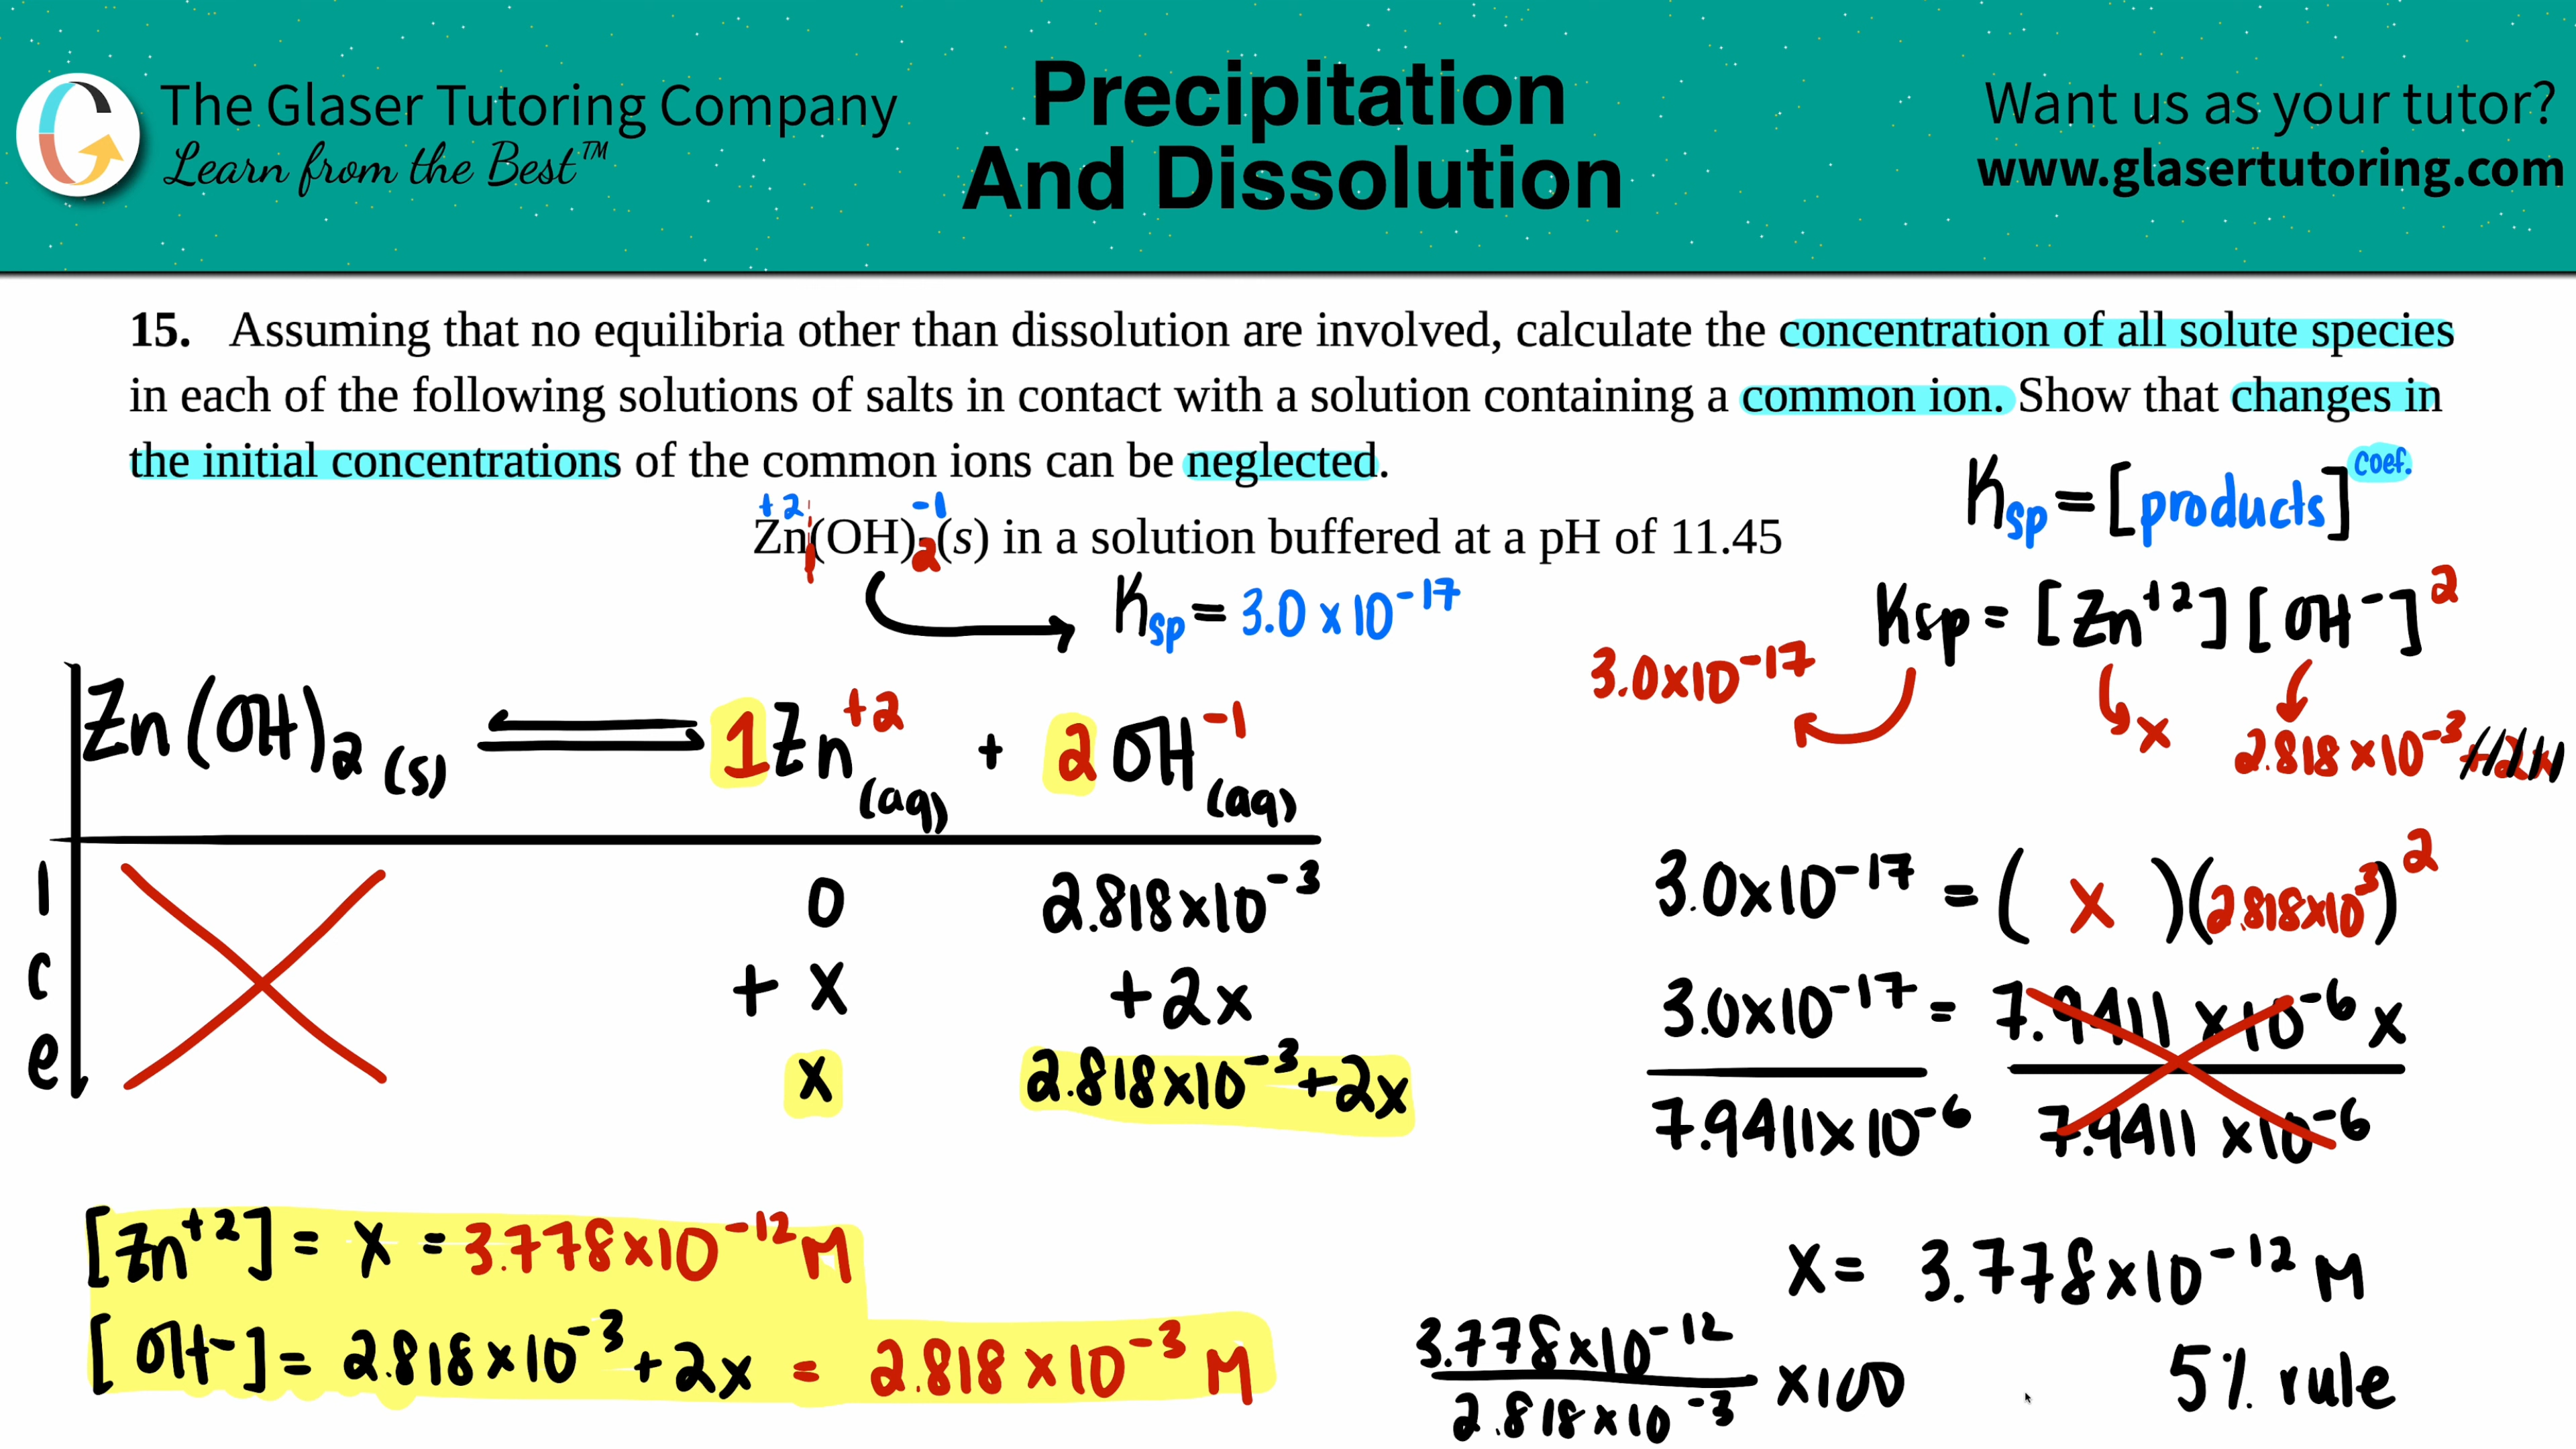 The Glaser Tutoring Company
Learn from the Best™
Precipitation
And Dissolution
Want us as your tutor?
www.glasertutoring.com
15. Assuming that no equilibria other than dissolution are involved, calculate the concentration of all solute species
in each of the following solutions of salts in contact with a solution containing a common ion. Show that changes in
the initial concentrations of the common ions can be neglected.
+2 -1
Zn(OH)2(s) in a solution buffered at a pH of 11.45
1
Ksp = 3.0 x 10⁻¹⁷
Ksp = [products]^coef.
Ksp = [Zn⁺²][OH⁻]²
3.0x10⁻¹⁷
x 2.818 x10⁻³ +2x
Zn(OH)₂ (s) ⇌ 1Zn⁺² (aq) + 2OH⁻¹ (aq)
I 0 2.818x10⁻³
C + x +2x
e x 2.818x10⁻³+2x
3.0x10⁻¹⁷ = ( x )(2.818x10⁻³)²
3.0x10⁻¹⁷ = 7.9411 x10⁻⁶ x
7.9411x10⁻⁶ 7.9411 x10⁻⁶
x = 3.778x10⁻¹² M
[Zn⁺²] = x = 3.778x10⁻¹² M
[OH⁻] = 2.818x10⁻³+2x = 2.818 x10⁻³ M
3.778x10⁻¹²
2.818x10⁻³
x100
5% rule